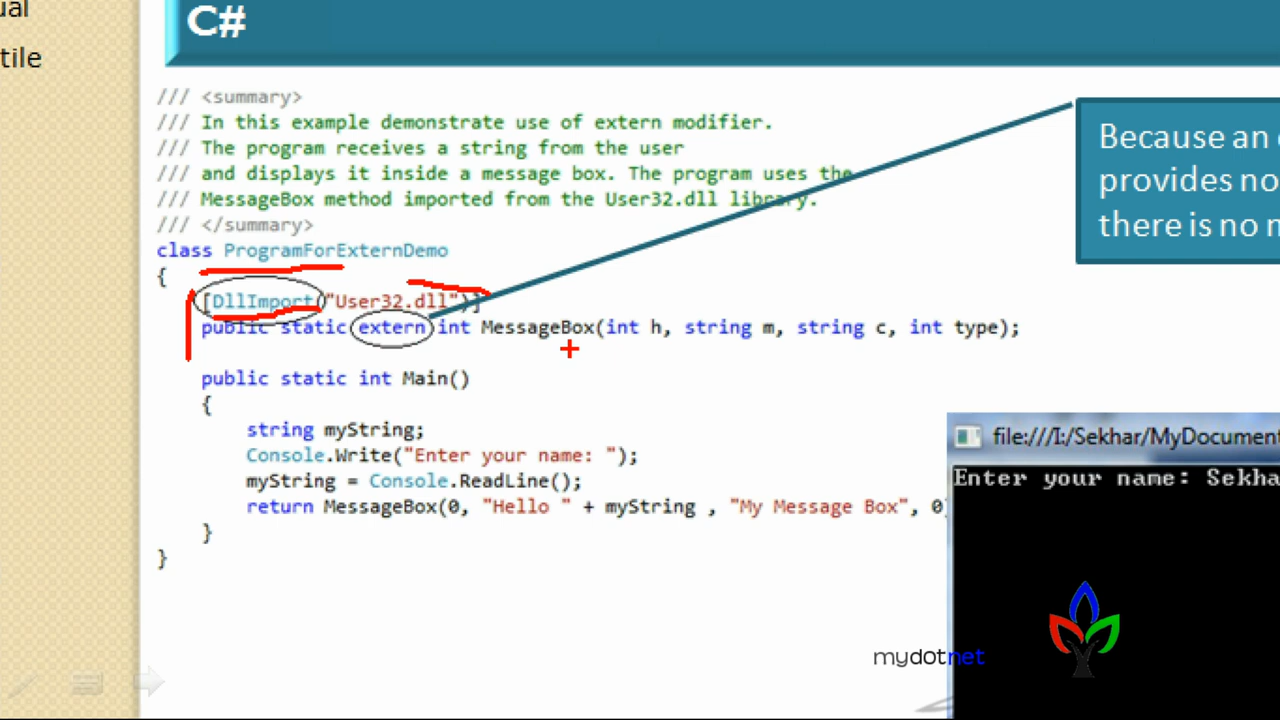 ual
tile
C#
/// <summary>
/// In this example demonstrate use of extern modifier.
/// The program receives a string from the user
/// and displays it inside a message box. The program uses the
/// MessageBox method imported from the User32.dll library.
/// </summary>
class ProgramForExternDemo
{
[DllImport("User32.dll")]
public static extern int MessageBox(int h, string m, string c, int type);
public static int Main()
{
string myString;
Console.Write("Enter your name: ");
myString = Console.ReadLine();
return MessageBox(0, "Hello " + myString , "My Message Box", 0)
}
}
Because an
provides no
there is no m
file:///I:/Sekhar/MyDocument
Enter your name: Sekha
mydotnet